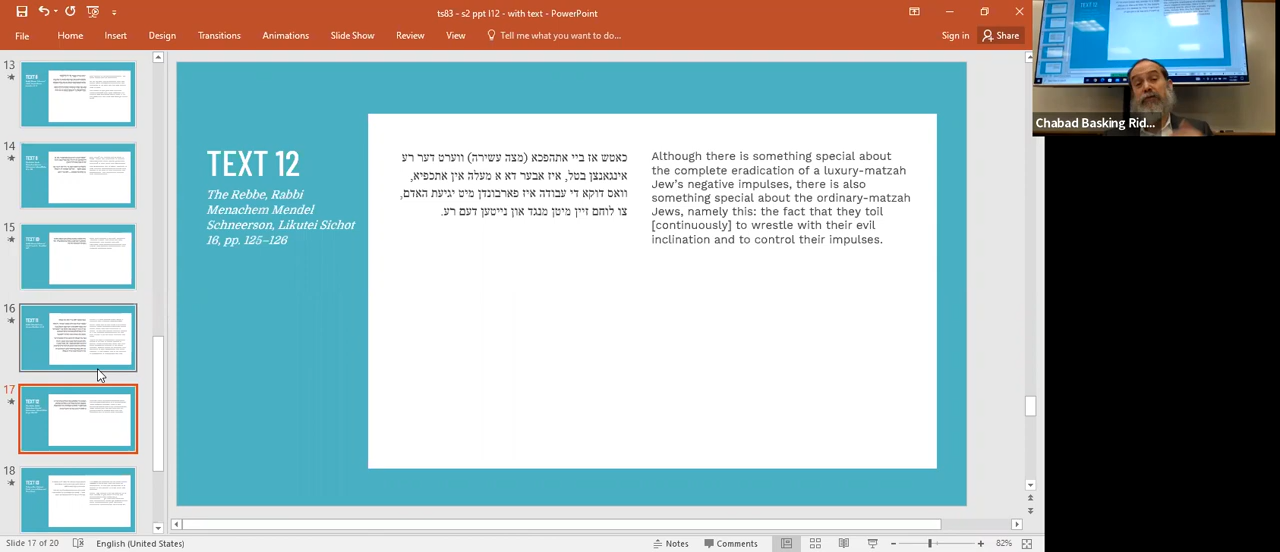 ts83 - s2 ppt l12 - with text - PowerPoint
File Home Insert Design Transitions Slide Show Animations Review View Tell me what you want to do... Sign in Share
13
14
15
16
17
18
TEXT 12
The Rebbe, Rabbi
Menachem Mendel
Schneerson, Likutei Sichot
16, pp. 125–126
כאטש אז ביי אתהפכא (מצה עשירה) ווערט דער רע
אינגאנצן בטל, איז אבער דא א מעלה אין אתכפיא,
וואס דוקא די עבודה איז פארבונדן מיט יגיעת האדם,
צו לוחם זיין מיטן מנגד און נייטען דעם רע.
Although there is something special about
the complete eradication of a luxury-matzah
Jew's negative impulses, there is also
something special about the ordinary-matzah
Jews, namely this: the fact that they toil
[continuously] to wrestle with their evil
inclination and to control their impulses.
Chabad Basking Rid...
Slide 17 of 20 English (United States) Notes Comments 82%